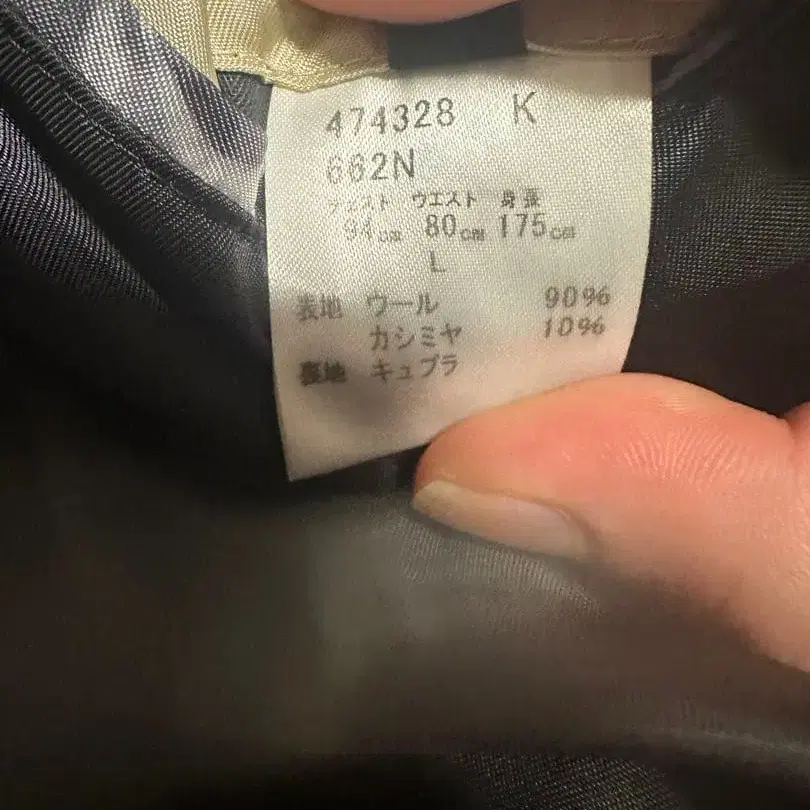 474328 K
662N
チェスト ウエスト 身長
94cm 80cm 175cm
L
表地 ウール 90%
カシミヤ 10%
裏地 キュプラ